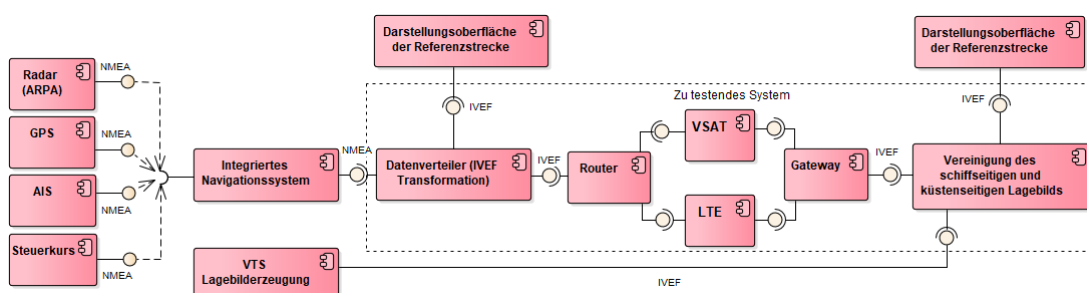 Darstellungsoberfläche
der Referenzstrecke
Darstellungsoberfläche
der Referenzstrecke
Radar
(ARPA)
NMEA
IVEF
IVEF
Zu testendes System
GPS
NMEA
VSAT
Integriertes
Navigationssystem
NMEA
Datenverteiler (IVEF
Transformation)
IVEF
Router
Gateway
IVEF
Vereinigung des
schiffseitigen und
küstenseitigen Lagebilds
AIS
NMEA
LTE
Steuerkurs
NMEA
VTS
Lagebilderzeugung
IVEF